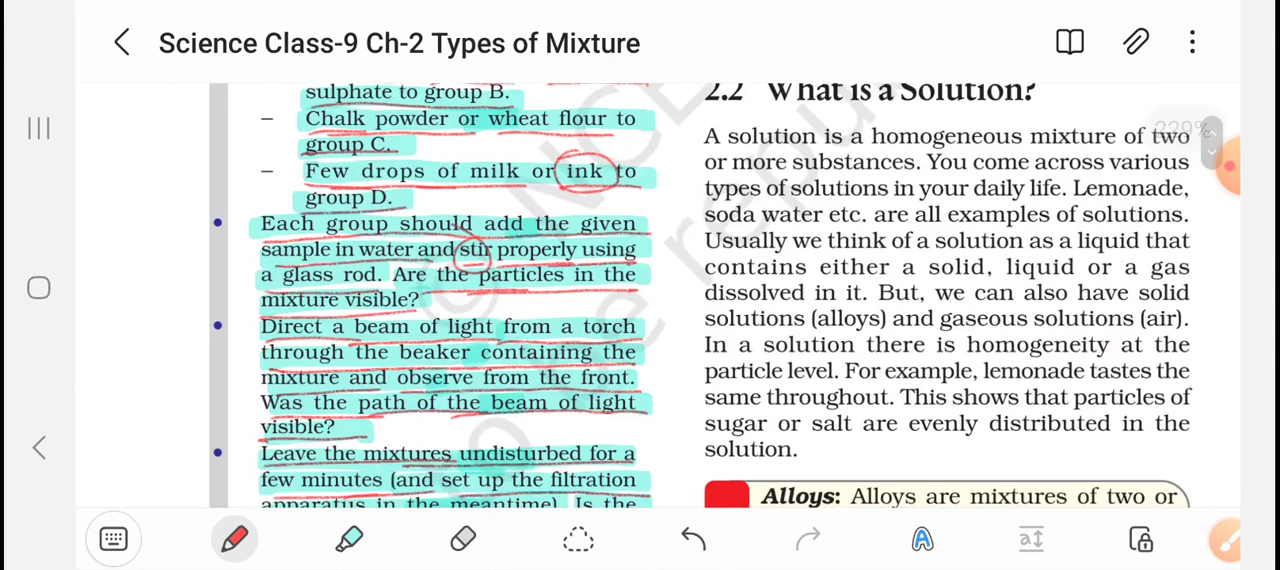 Science Class-9 Ch-2 Types of Mixture
sulphate to group B.
– Chalk powder or wheat flour to
group C.
– Few drops of milk or ink to
group D.
• Each group should add the given
sample in water and stir properly using
a glass rod. Are the particles in the
mixture visible?
• Direct a beam of light from a torch
through the beaker containing the
mixture and observe from the front.
Was the path of the beam of light
visible?
• Leave the mixtures undisturbed for a
few minutes (and set up the filtration
apparatus in the meantime). Is the
2.2 What is a Solution?
229%
A solution is a homogeneous mixture of two
or more substances. You come across various
types of solutions in your daily life. Lemonade,
soda water etc. are all examples of solutions.
Usually we think of a solution as a liquid that
contains either a solid, liquid or a gas
dissolved in it. But, we can also have solid
solutions (alloys) and gaseous solutions (air).
In a solution there is homogeneity at the
particle level. For example, lemonade tastes the
same throughout. This shows that particles of
sugar or salt are evenly distributed in the
solution.
Alloys: Alloys are mixtures of two or